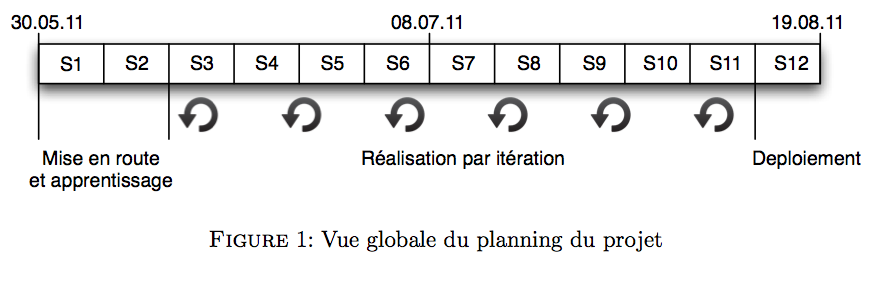 30.05.11 08.07.11 19.08.11
S1 S2 S3 S4 S5 S6 S7 S8 S9 S10 S11 S12
Mise en route Réalisation par itération Deploiement
et apprentissage
FIGURE 1: Vue globale du planning du projet